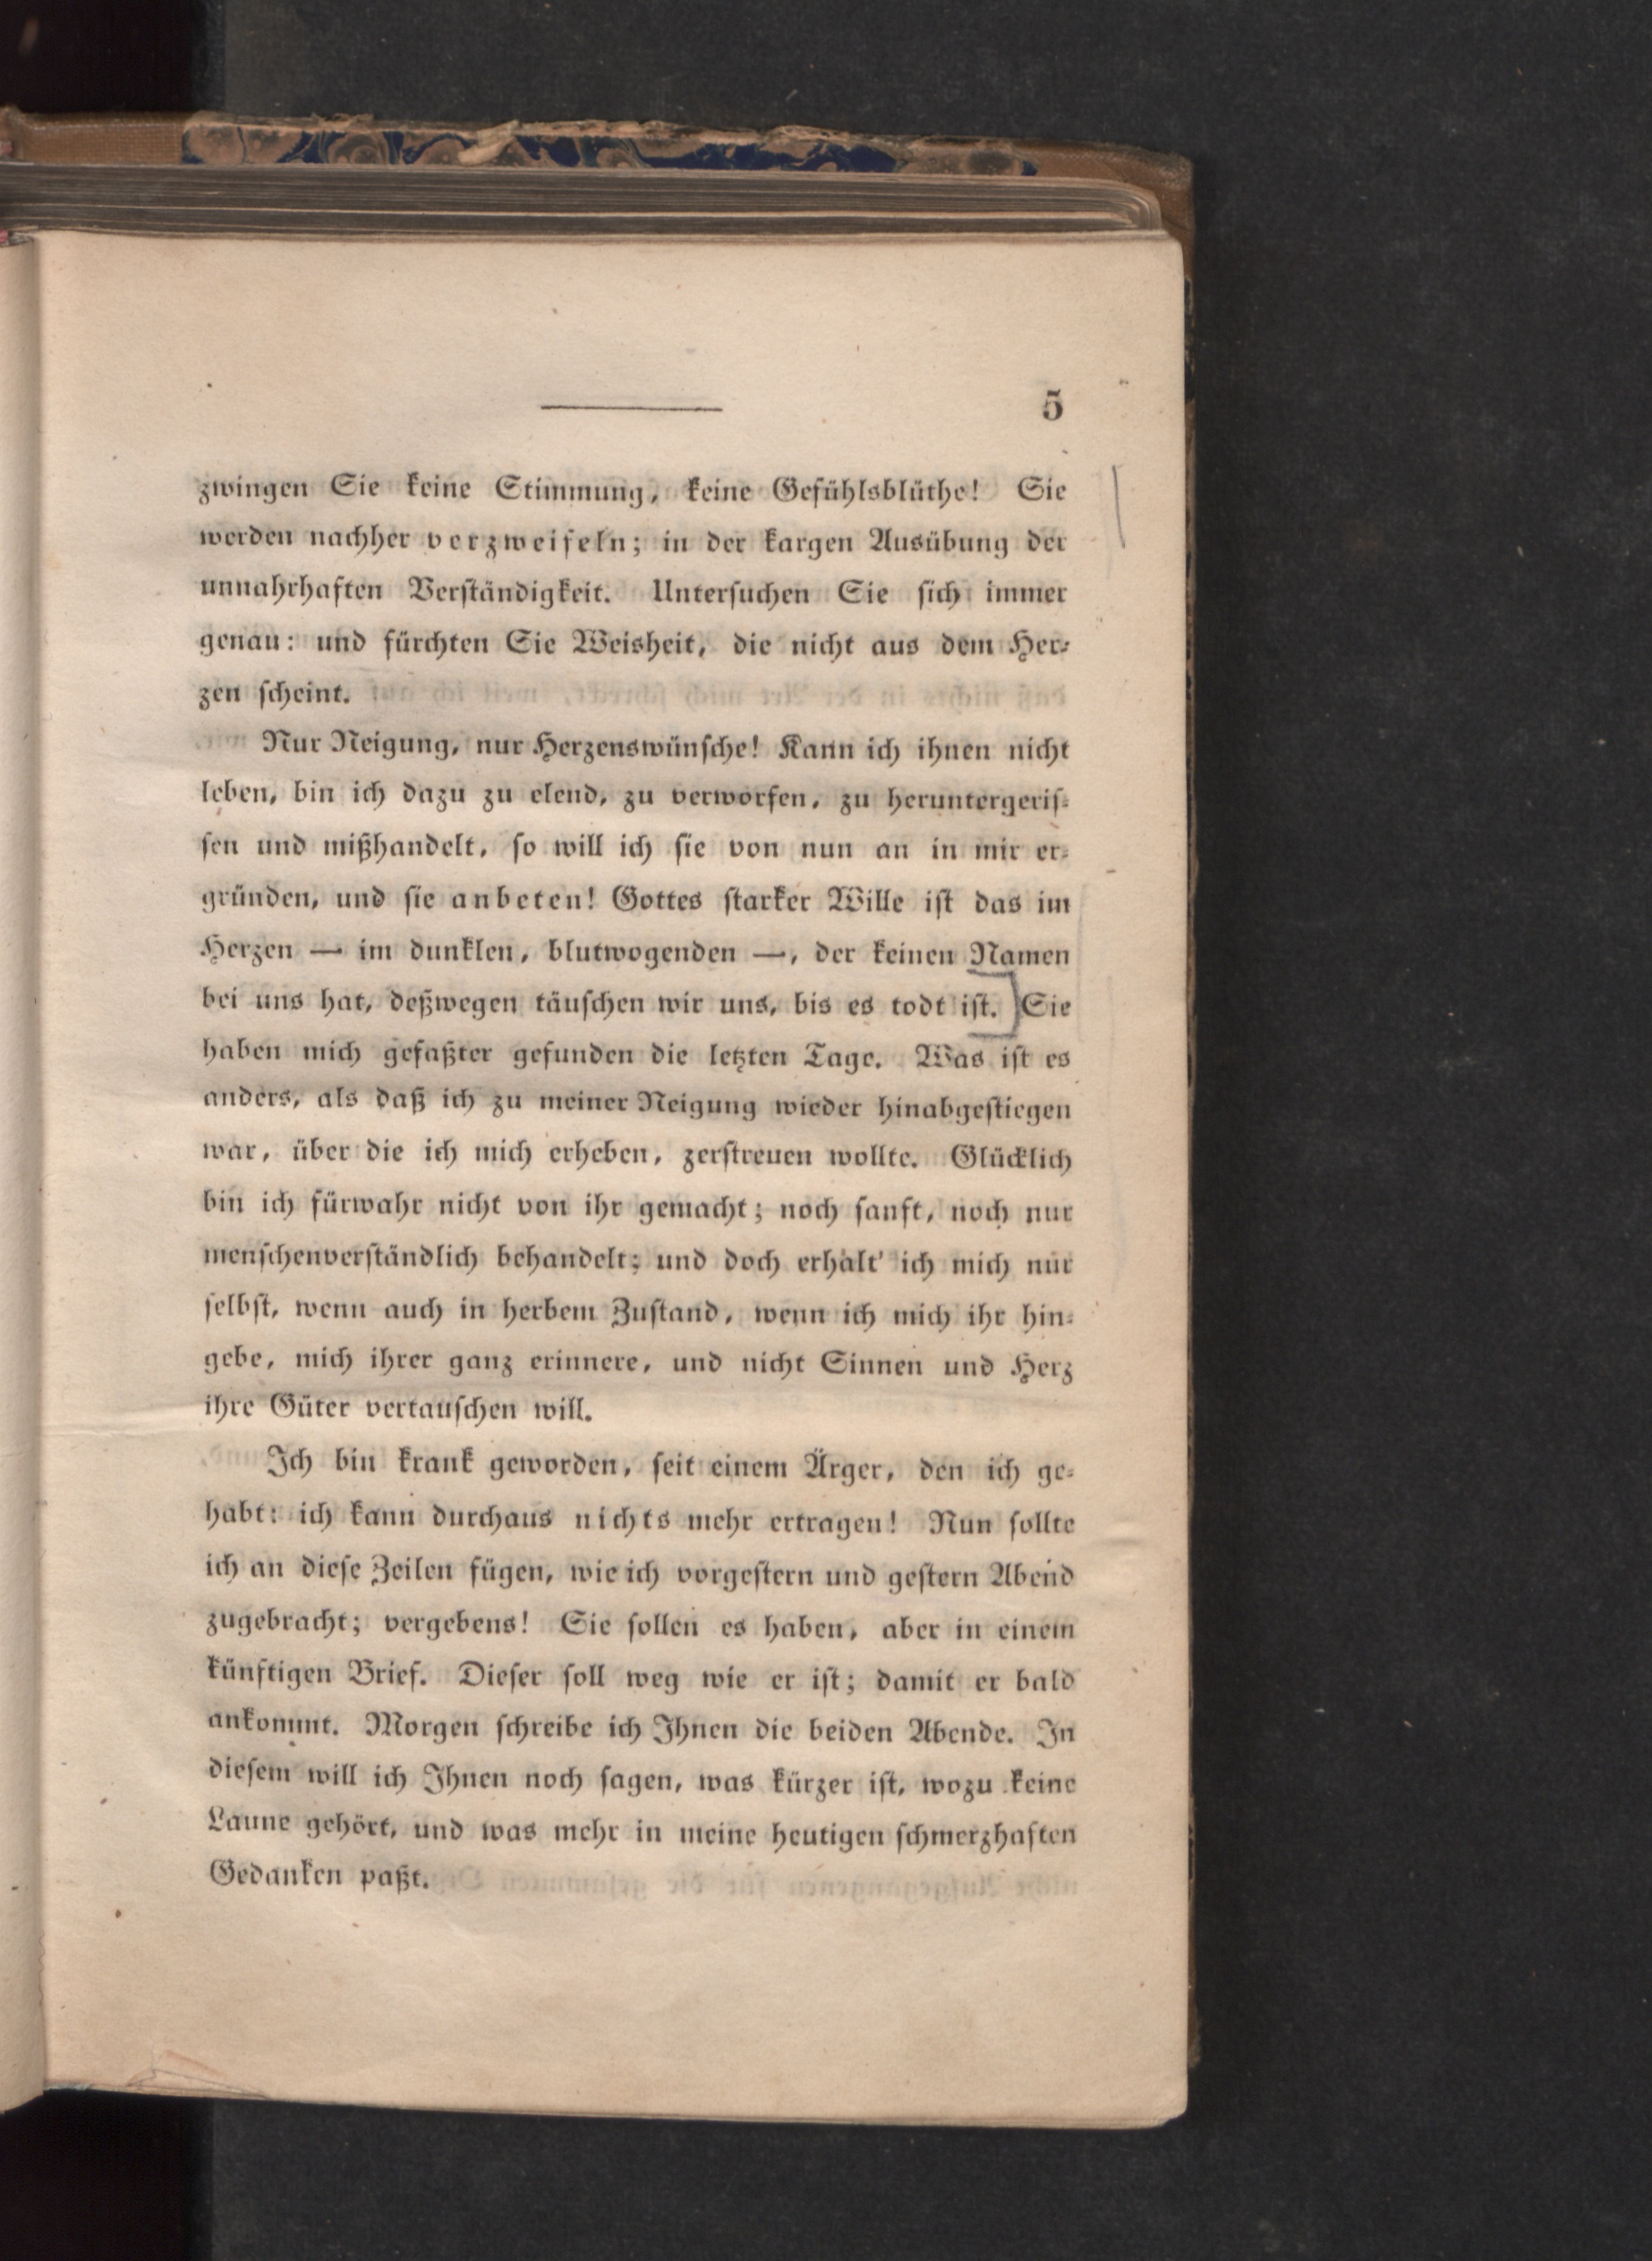 5
zwingen Sie keine Stimmung, keine Gefühlsblüthe! Sie
werden nachher verzweifeln; in der kargen Ausübung der
unnahrhaften Verständigkeit. Untersuchen Sie sich immer
genau: und fürchten Sie Weisheit, die nicht aus dem Her-
zen scheint.
Nur Neigung, nur Herzenswünsche! Kann ich ihnen nicht
leben, bin ich dazu zu elend, zu verworfen, zu heruntergeris-
sen und mißhandelt, so will ich sie von nun an in mir er-
gründen, und sie anbeten! Gottes starker Wille ist das im
Herzen — im dunklen, blutwogenden —, der keinen Namen
bei uns hat, deßwegen täuschen wir uns, bis es todt ist. Sie
haben mich gefaßter gefunden die letzten Tage. Was ist es
anders, als daß ich zu meiner Neigung wieder hinabgestiegen
war, über die ich mich erheben, zerstreuen wollte. Glücklich
bin ich fürwahr nicht von ihr gemacht; noch sanft, noch nur
menschenverständlich behandelt; und doch erhalt' ich mich nur
selbst, wenn auch in herbem Zustand, wenn ich mich ihr hin-
gebe, mich ihrer ganz erinnere, und nicht Sinnen und Herz
ihre Güter vertauschen will.
Ich bin krank geworden, seit einem Ärger, den ich ge-
habt: ich kann durchaus nichts mehr ertragen! Nun sollte
ich an diese Zeilen fügen, wie ich vorgestern und gestern Abend
zugebracht; vergebens! Sie sollen es haben, aber in einem
künftigen Brief. Dieser soll weg wie er ist; damit er bald
ankommt. Morgen schreibe ich Ihnen die beiden Abende. In
diesem will ich Ihnen noch sagen, was kürzer ist, wozu keine
Laune gehört, und was mehr in meine heutigen schmerzhaften
Gedanken paßt.